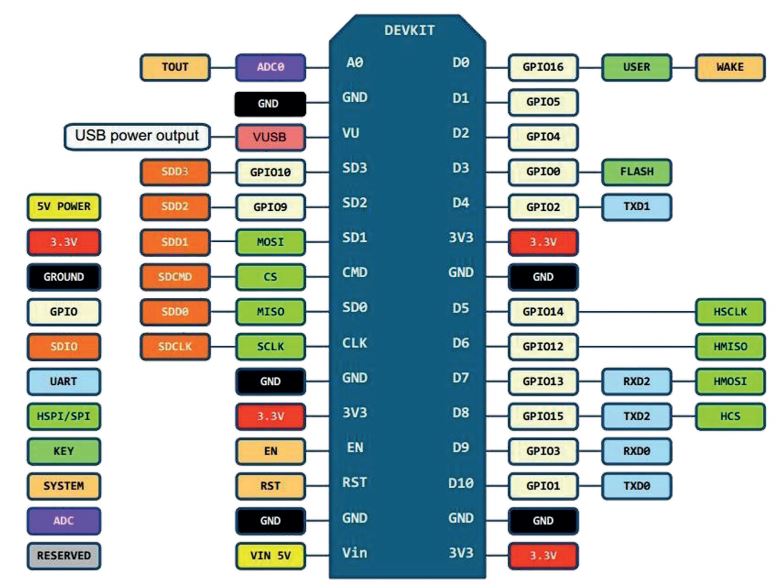 DEVKIT
TOUT ADC0 A0 D0 GPIO16 USER WAKE
GND GND D1 GPIO5
USB power output VUSB VU D2 GPIO4
SDD3 GPIO10 SD3 D3 GPIO0 FLASH
5V POWER SDD2 GPIO9 SD2 D4 GPIO2 TXD1
3.3V SDD1 MOSI SD1 3V3 3.3V
GROUND SDCMD CS CMD GND GND
GPIO SDD0 MISO SD0 D5 GPIO14 HSCLK
SDIO SDCLK SCLK CLK D6 GPIO12 HMISO
UART GND GND D7 GPIO13 RXD2 HMOSI
HSPI/SPI 3.3V 3V3 D8 GPIO15 TXD2 HCS
KEY EN EN D9 GPIO3 RXD0
SYSTEM RST RST D10 GPIO1 TXD0
ADC GND GND GND GND
RESERVED VIN 5V Vin 3V3 3.3V